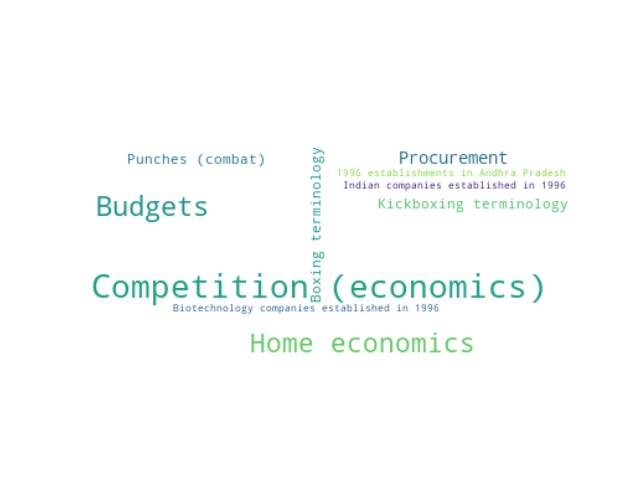 Punches (combat)
Procurement
1996 establishments in Andhra Pradesh
Indian companies established in 1996
Kickboxing terminology
Budgets
Boxing terminology
Competition (economics)
Biotechnology companies established in 1996
Home economics